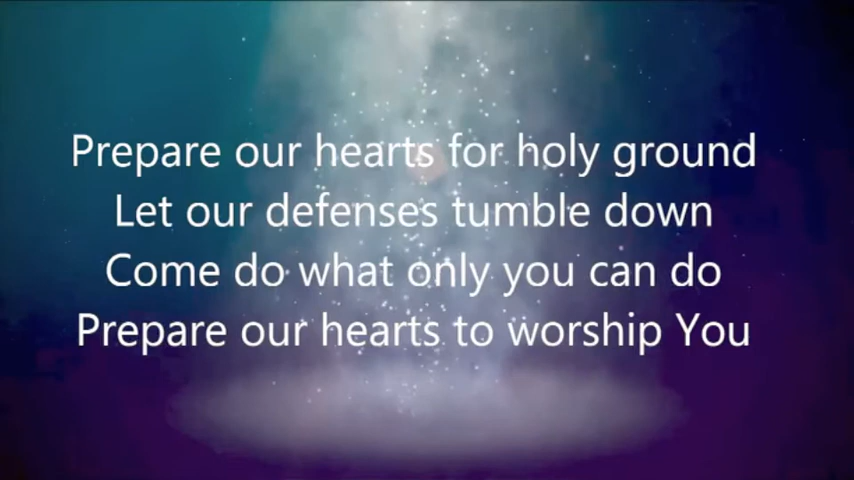 Prepare our hearts for holy ground
Let our defenses tumble down
Come do what only you can do
Prepare our hearts to worship You